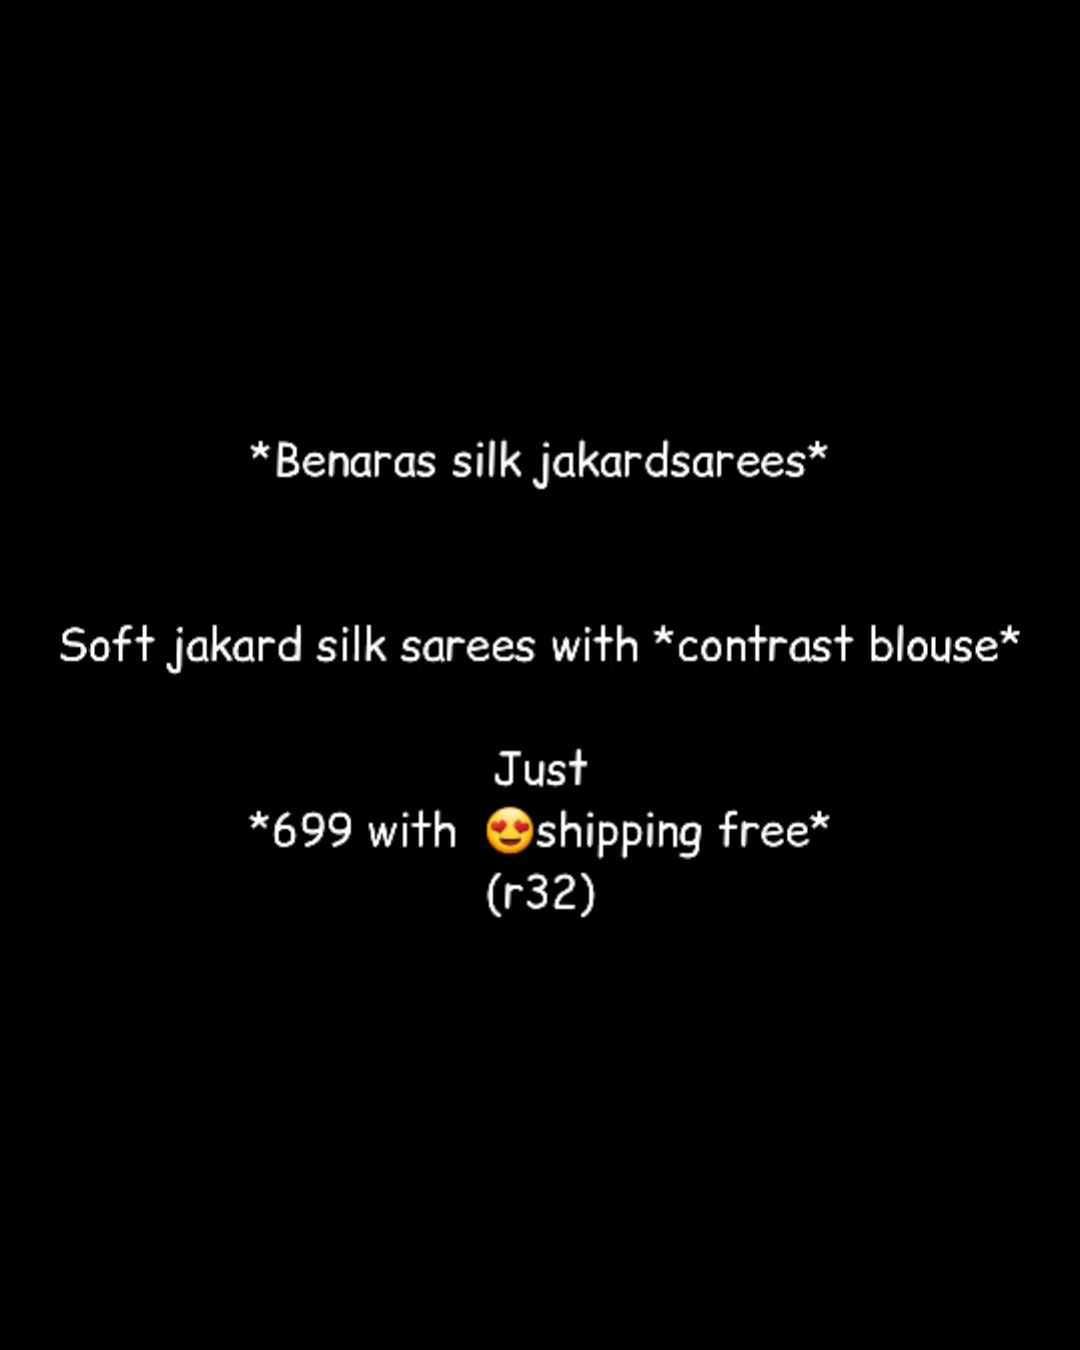 *Benaras silk jakardsarees*
Soft jakard silk sarees with *contrast blouse*
Just
*699 with 😍shipping free*
(r32)